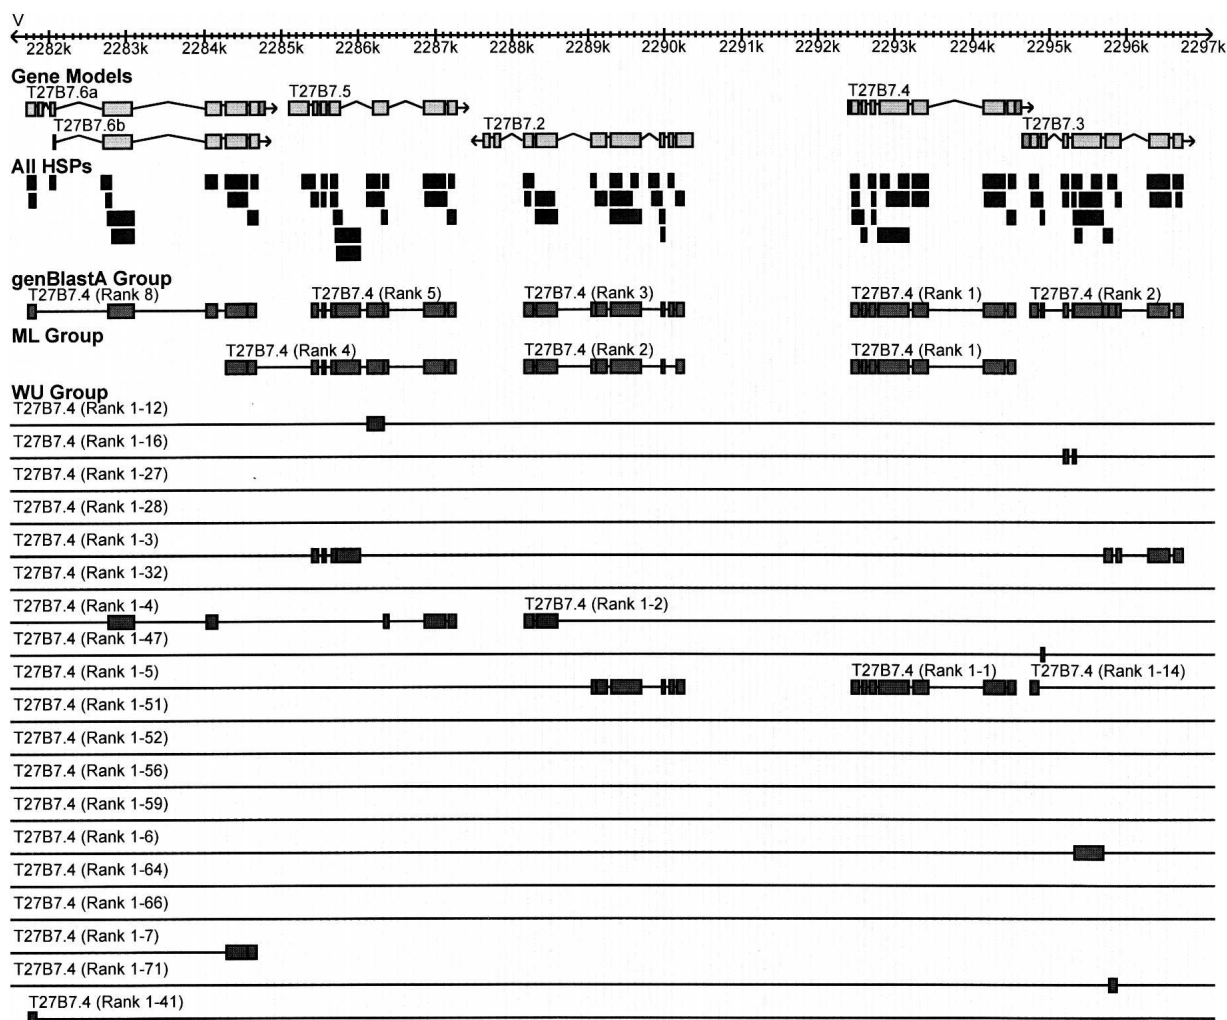 V
2282k 2283k 2284k 2285k 2286k 2287k 2288k 2289k 2290k 2291k 2292k 2293k 2294k 2295k 2296k 2297k
Gene Models
T27B7.6a T27B7.5 T27B7.4
T27B7.6b T27B7.2 T27B7.3
All HSPs
genBlastA Group
T27B7.4 (Rank 8) T27B7.4 (Rank 5) T27B7.4 (Rank 3) T27B7.4 (Rank 1) T27B7.4 (Rank 2)
ML Group
T27B7.4 (Rank 4) T27B7.4 (Rank 2) T27B7.4 (Rank 1)
WU Group
T27B7.4 (Rank 1-12)
T27B7.4 (Rank 1-16)
T27B7.4 (Rank 1-27)
T27B7.4 (Rank 1-28)
T27B7.4 (Rank 1-3)
T27B7.4 (Rank 1-32)
T27B7.4 (Rank 1-4) T27B7.4 (Rank 1-2)
T27B7.4 (Rank 1-47)
T27B7.4 (Rank 1-5) T27B7.4 (Rank 1-1) T27B7.4 (Rank 1-14)
T27B7.4 (Rank 1-51)
T27B7.4 (Rank 1-52)
T27B7.4 (Rank 1-56)
T27B7.4 (Rank 1-59)
T27B7.4 (Rank 1-6)
T27B7.4 (Rank 1-64)
T27B7.4 (Rank 1-66)
T27B7.4 (Rank 1-7)
T27B7.4 (Rank 1-71)
T27B7.4 (Rank 1-41)